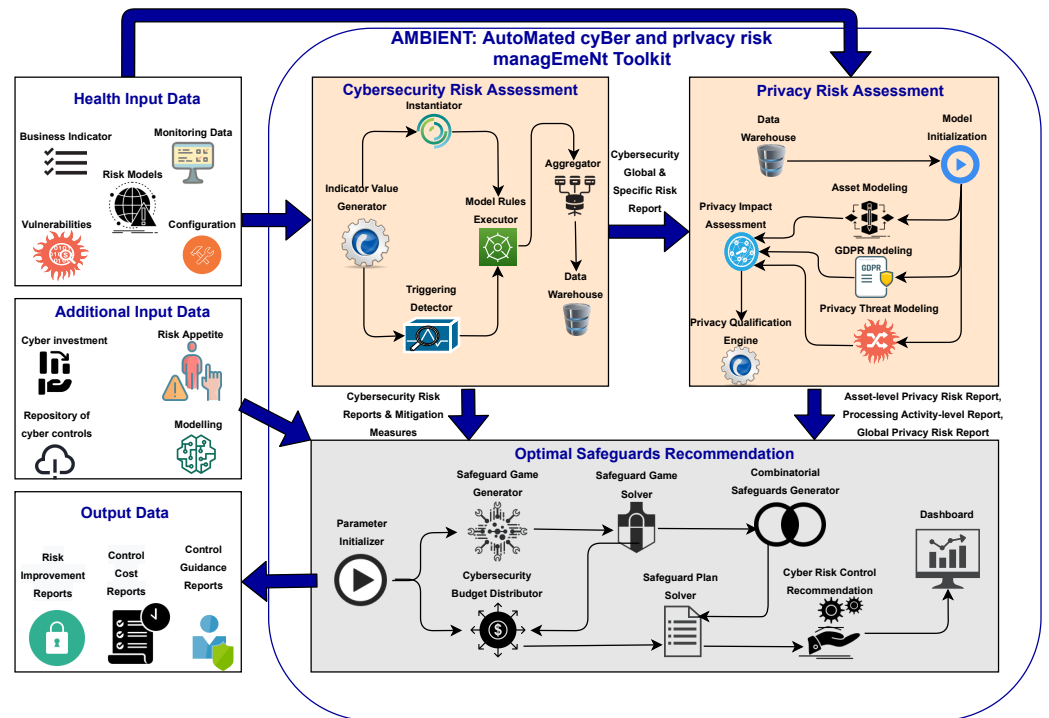 AMBIENT: AutoMated cyBer and prIvacy risk
managEmeNt Toolkit
Health Input Data
Business Indicator
Monitoring Data
Risk Models
Vulnerabilities
Configuration
Additional Input Data
Cyber investment
Risk Appetite
Repository of
cyber controls
Modelling
Output Data
Risk
Improvement
Reports
Control
Cost
Reports
Control
Guidance
Reports
Cybersecurity Risk Assessment
Instantiator
Indicator Value
Generator
Model Rules
Executor
Aggregator
Triggering
Detector
Data
Warehouse
Cybersecurity
Global &
Specific Risk
Report
Privacy Risk Assessment
Data
Warehouse
Model
Initialization
Asset Modeling
Privacy Impact
Assessment
GDPR Modeling
GDPR
Privacy Threat Modeling
Privacy Qualification
Engine
Cybersecurity Risk
Reports & Mitigation
Measures
Asset-level Privacy Risk Report,
Processing Activity-level Report,
Global Privacy Risk Report
Optimal Safeguards Recommendation
Parameter
Initializer
Safeguard Game
Generator
Safeguard Game
Solver
Combinatorial
Safeguards Generator
Dashboard
Cybersecurity
Budget Distributor
$
Safeguard Plan
Solver
Cyber Risk Control
Recommendation